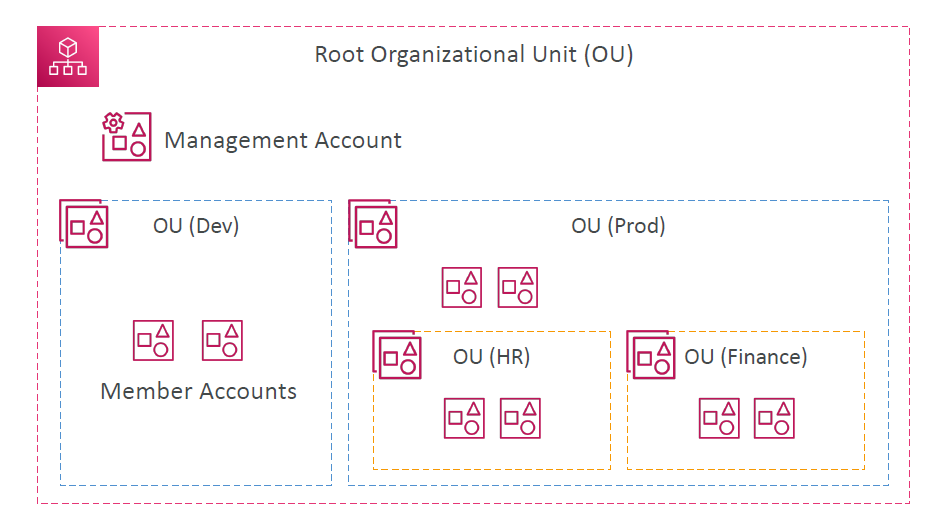 Root Organizational Unit (OU)
Management Account
OU (Dev)
OU (Prod)
Member Accounts
OU (HR)
OU (Finance)